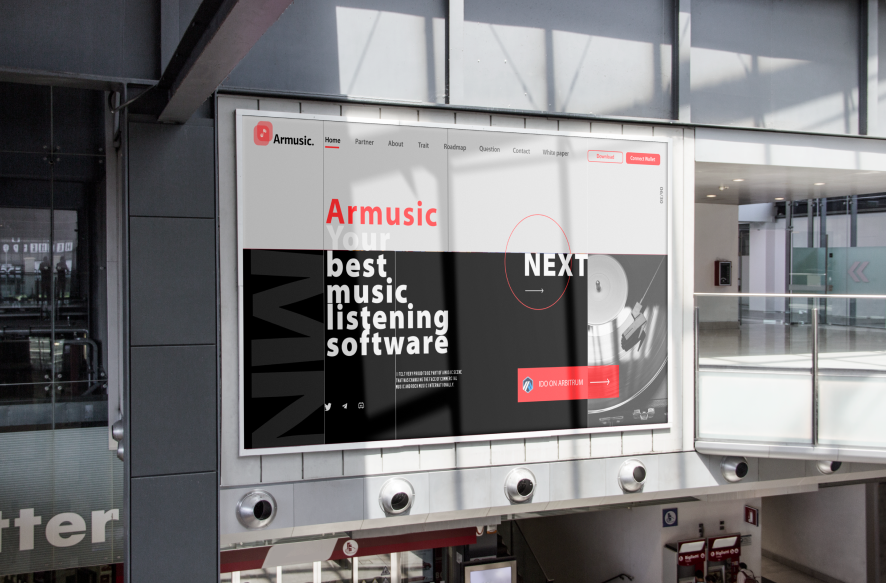 Armusic.
Home Partner About Trait Roadmap Question Contact White paper Download Connect Wallet
Armusic
Your
best
music
listening
software
NEXT
IDO ON ARBITRUM
tter